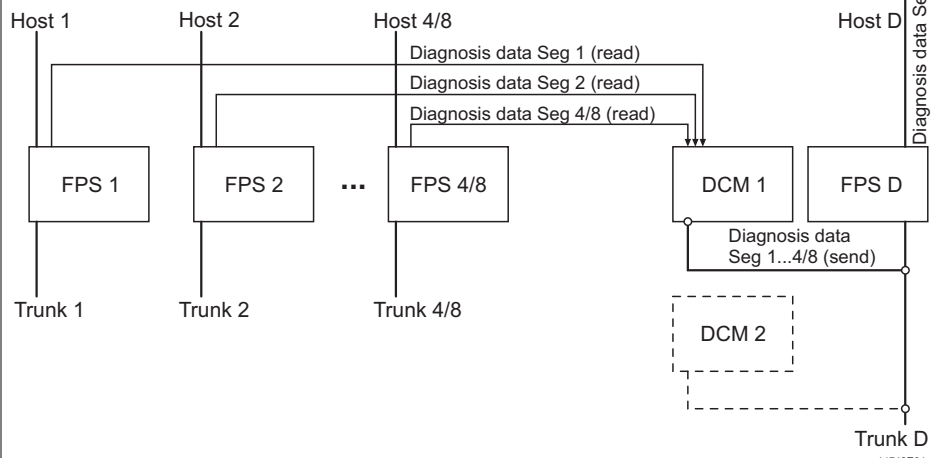 Host 1
Host 2
Host 4/8
Host D
Diagnosis data Seg 1 (read)
Diagnosis data Seg 2 (read)
Diagnosis data Seg 4/8 (read)
Diagnosis data
FPS 1
FPS 2
...
FPS 4/8
DCM 1
FPS D
Diagnosis data
Seg 1...4/8 (send)
Trunk 1
Trunk 2
Trunk 4/8
DCM 2
Trunk D